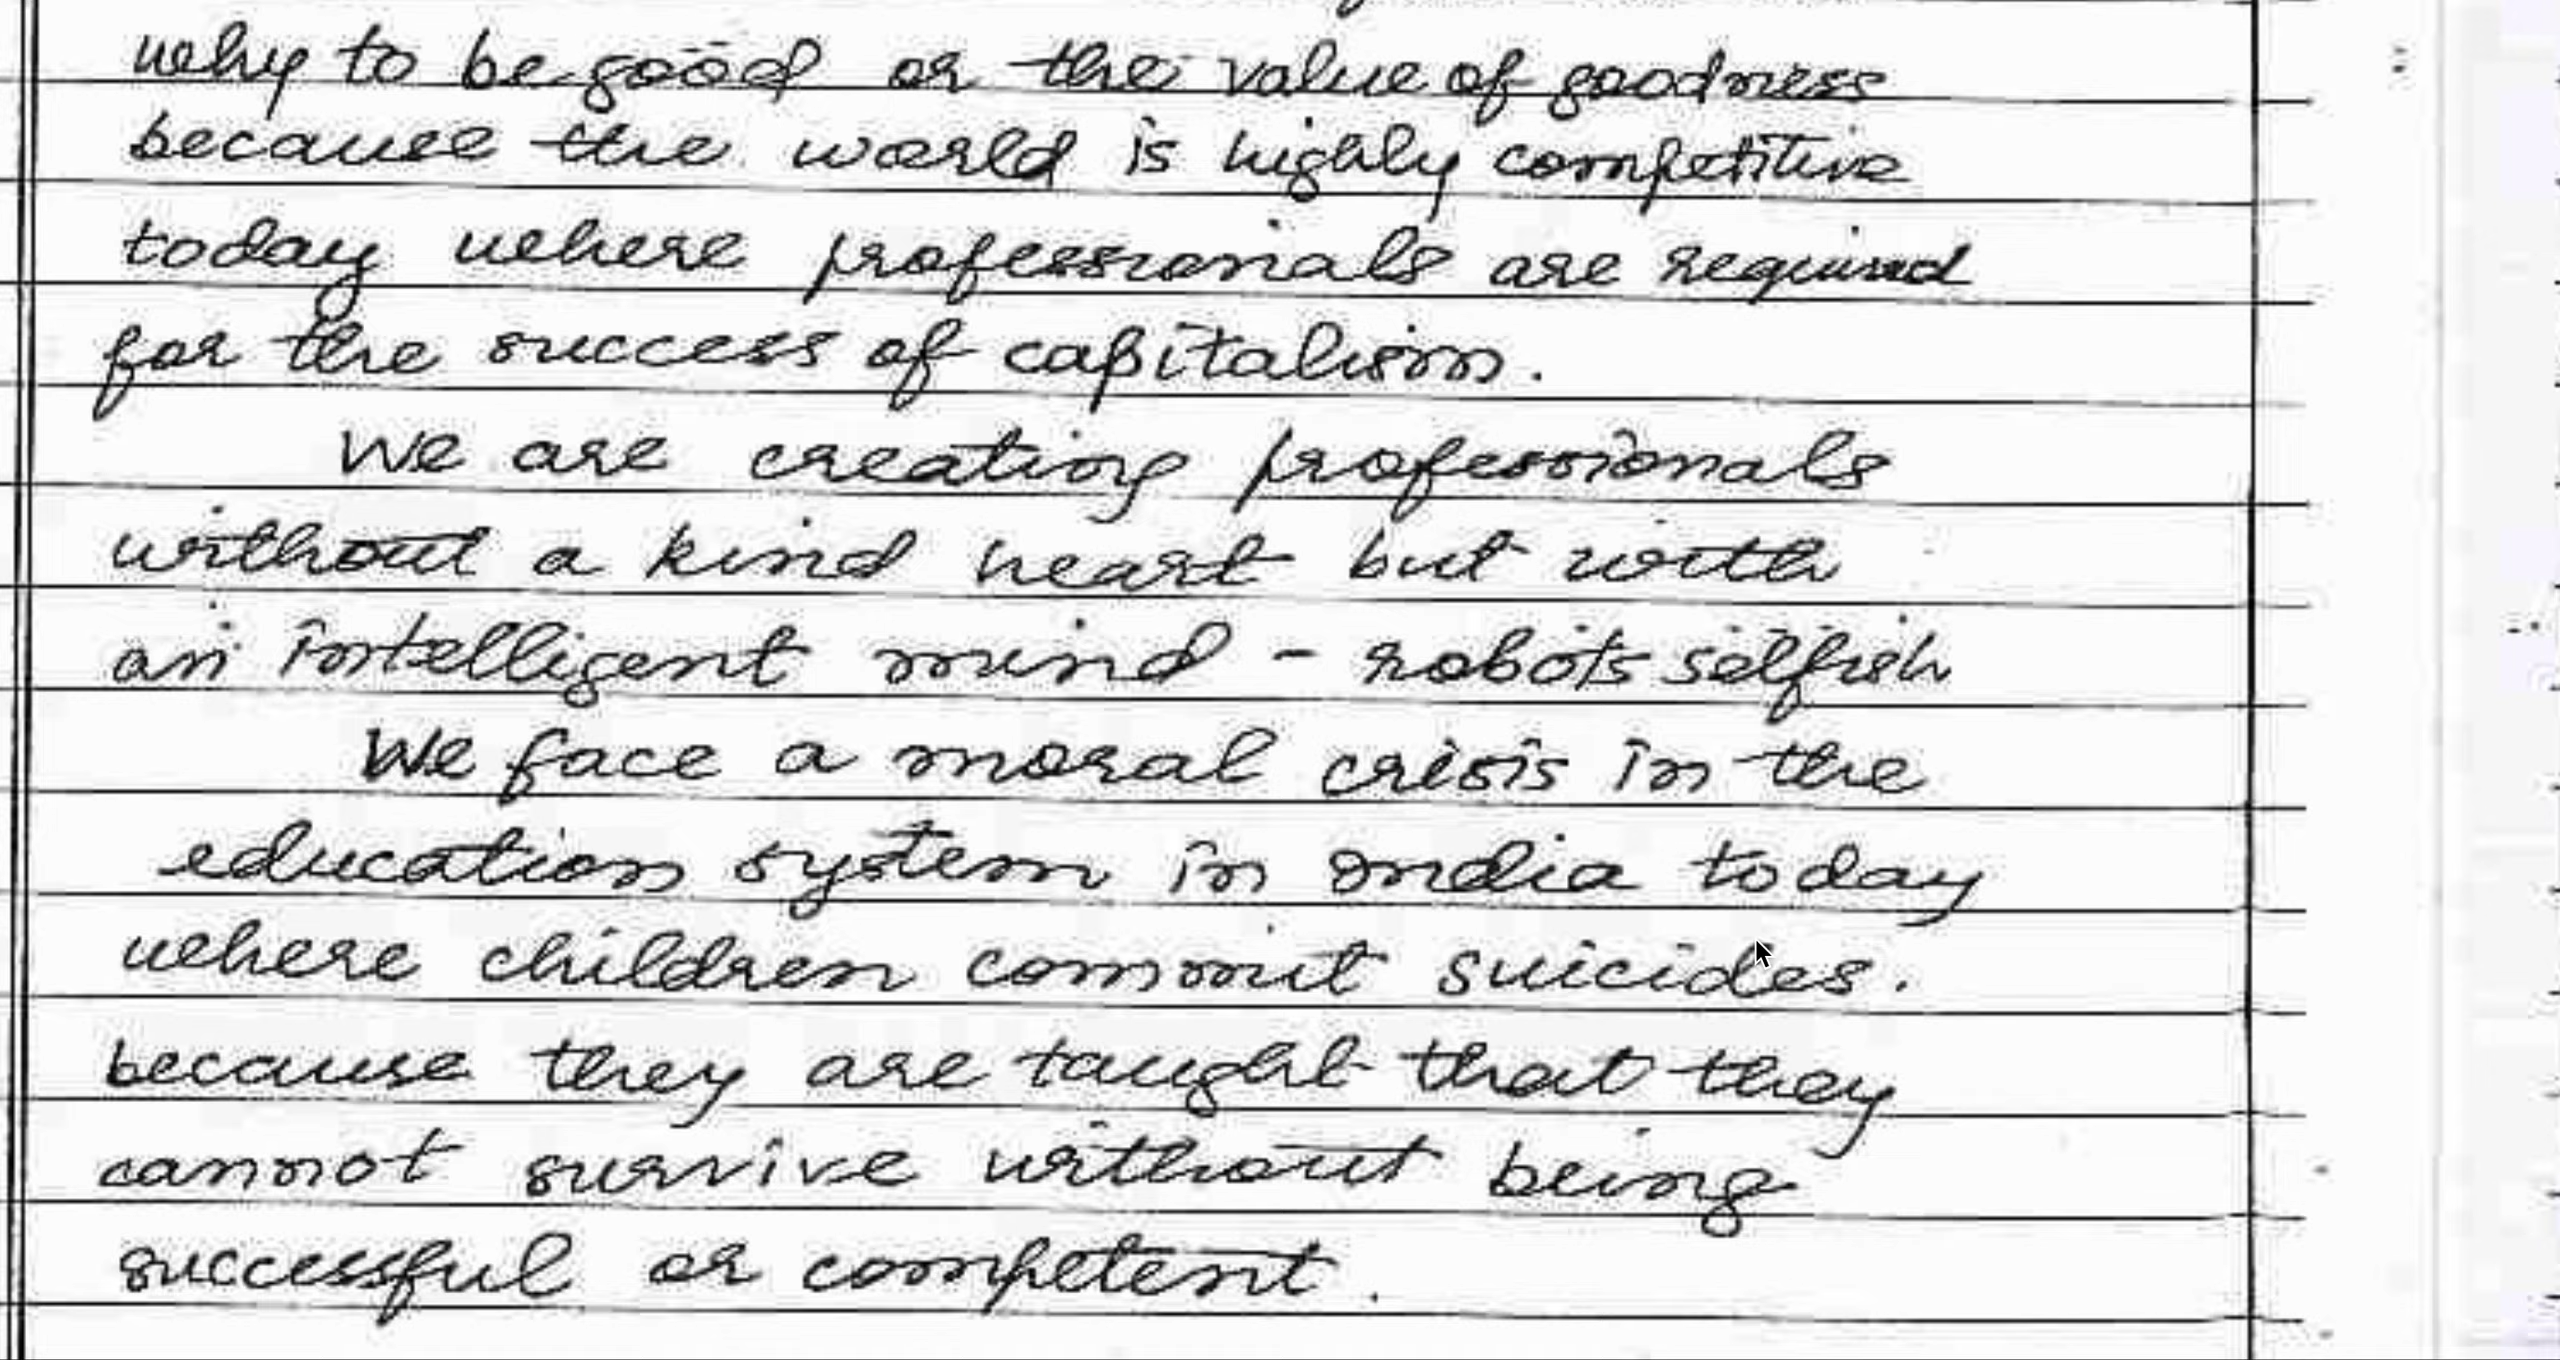 why to be good or the value of goodness
because the world is highly competitive
today where professionals are required
for the success of capitalism.
We are creating professionals
without a kind heart but with
an intelligent mind - robots selfish
We face a moral crisis in the
education system in India today
where children commit suicides.
because they are taught that they
cannot survive without being
successful or competent.